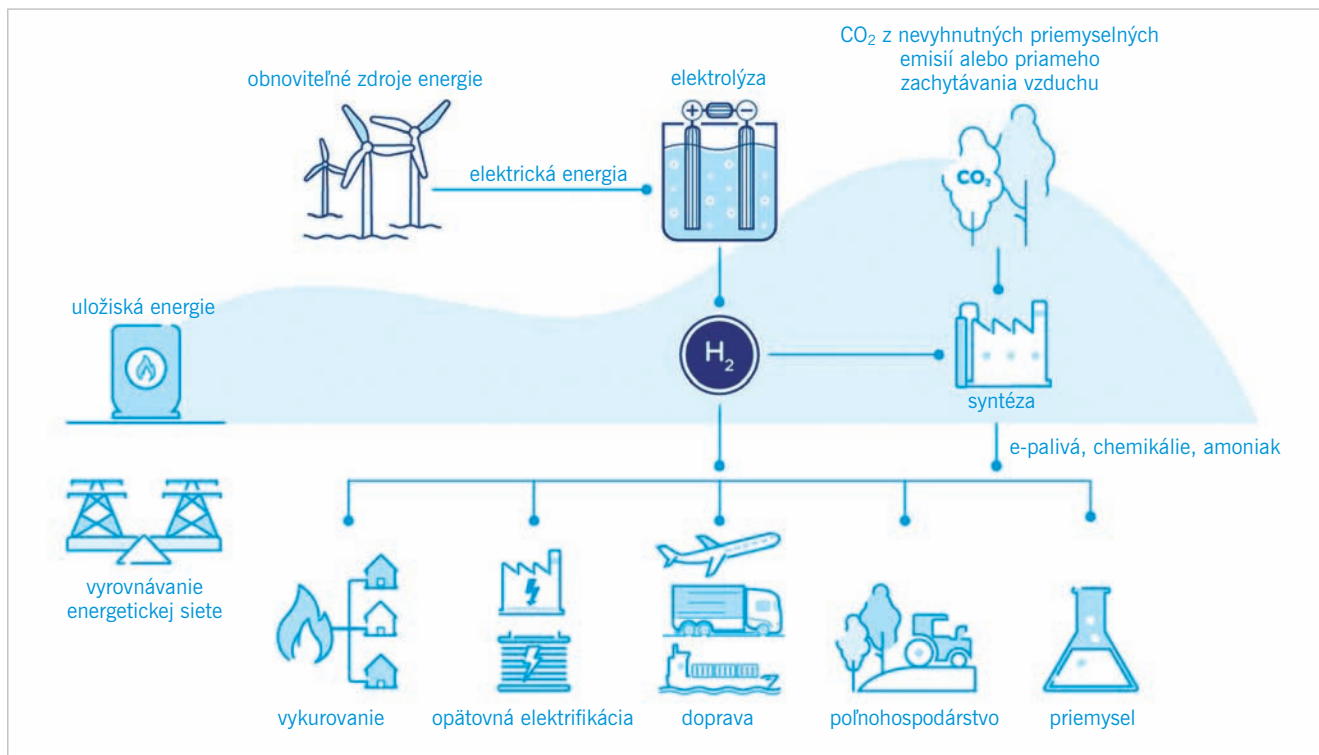 CO₂ z nevyhnutných priemyselných
emisií alebo priameho
zachytávania vzduchu
obnoviteľné zdroje energie
elektrolýza
+
−
elektrická energia
CO₂
uložiská energie
H₂
syntéza
e-palivá, chemikálie, amoniak
vyrovnávanie
energetickej siete
vykurovanie
opätovná elektrifikácia
doprava
poľnohospodárstvo
priemysel